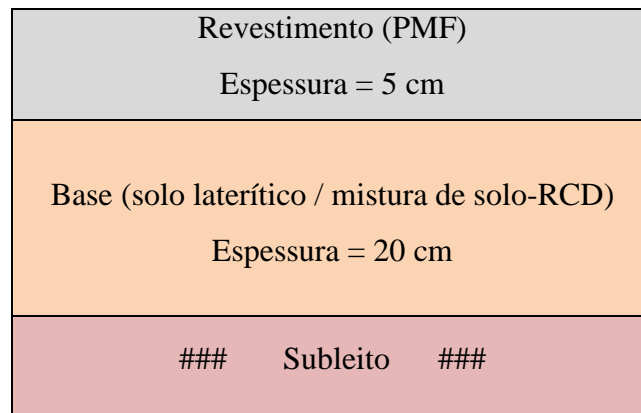 Revestimento (PMF)
Espessura = 5 cm
Base (solo laterítico / mistura de solo-RCD)
Espessura = 20 cm
### Subleito ###